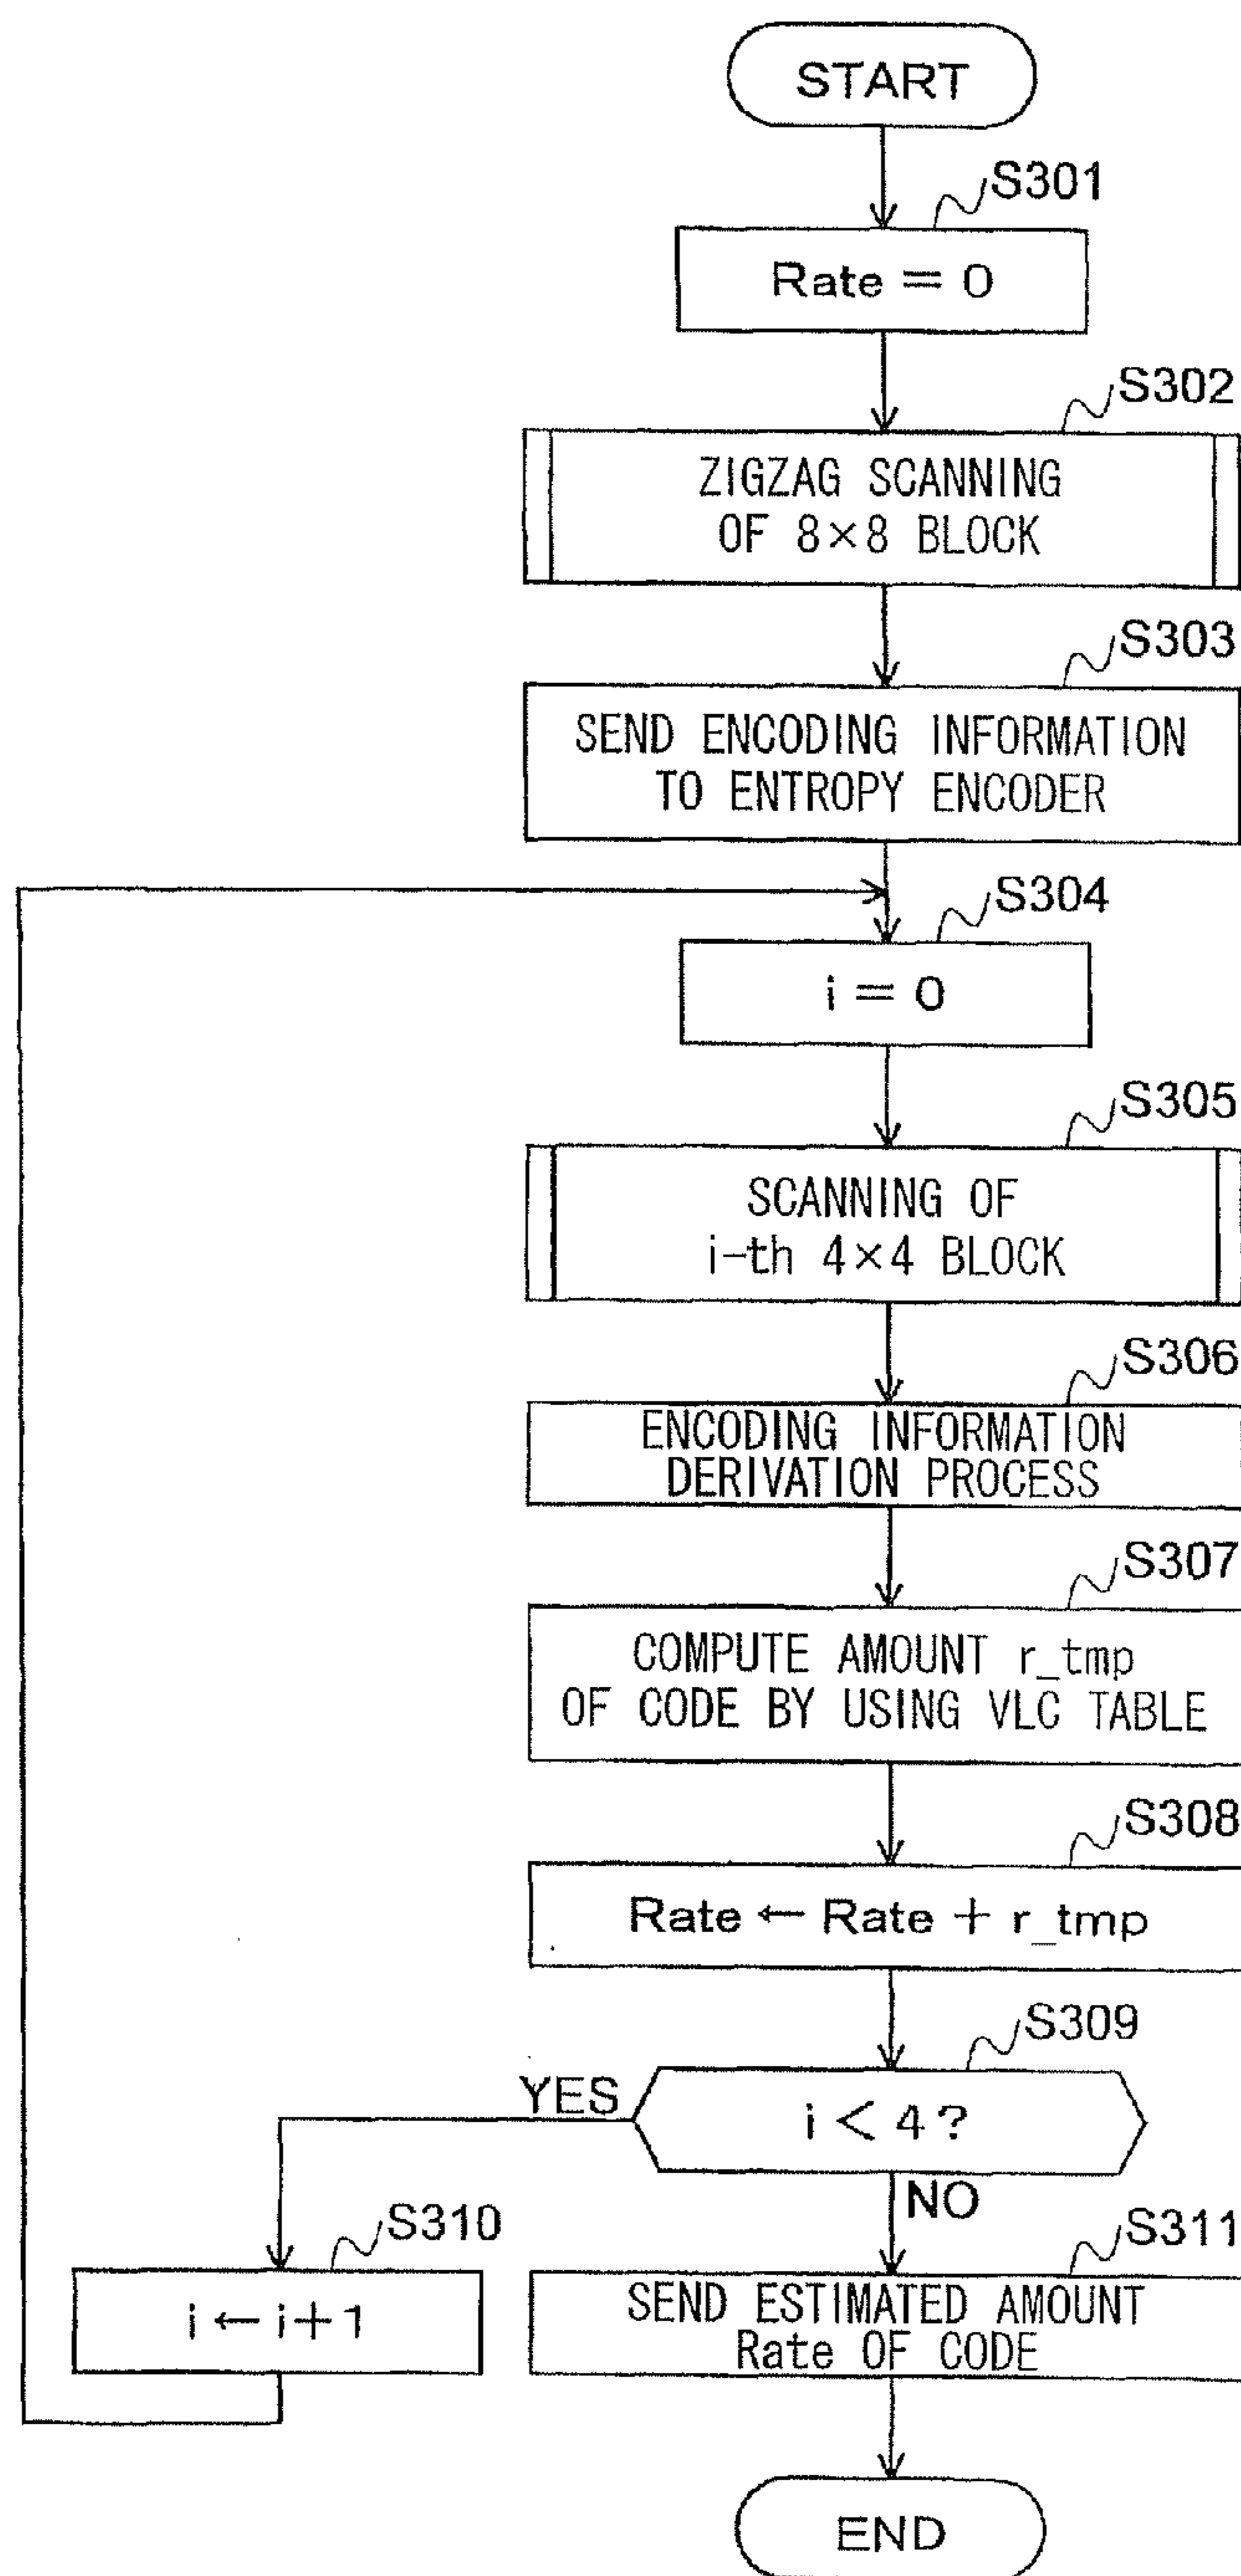 START
S301
Rate = 0
S302
ZIGZAG SCANNING
OF 8×8 BLOCK
S303
SEND ENCODING INFORMATION
TO ENTROPY ENCODER
S304
i = 0
S305
SCANNING OF
i-th 4×4 BLOCK
S306
ENCODING INFORMATION
DERIVATION PROCESS
S307
COMPUTE AMOUNT r_tmp
OF CODE BY USING VLC TABLE
S308
Rate ← Rate + r_tmp
S309
YES
i < 4 ?
NO
S310
i ← i+1
S311
SEND ESTIMATED AMOUNT
Rate OF CODE
END